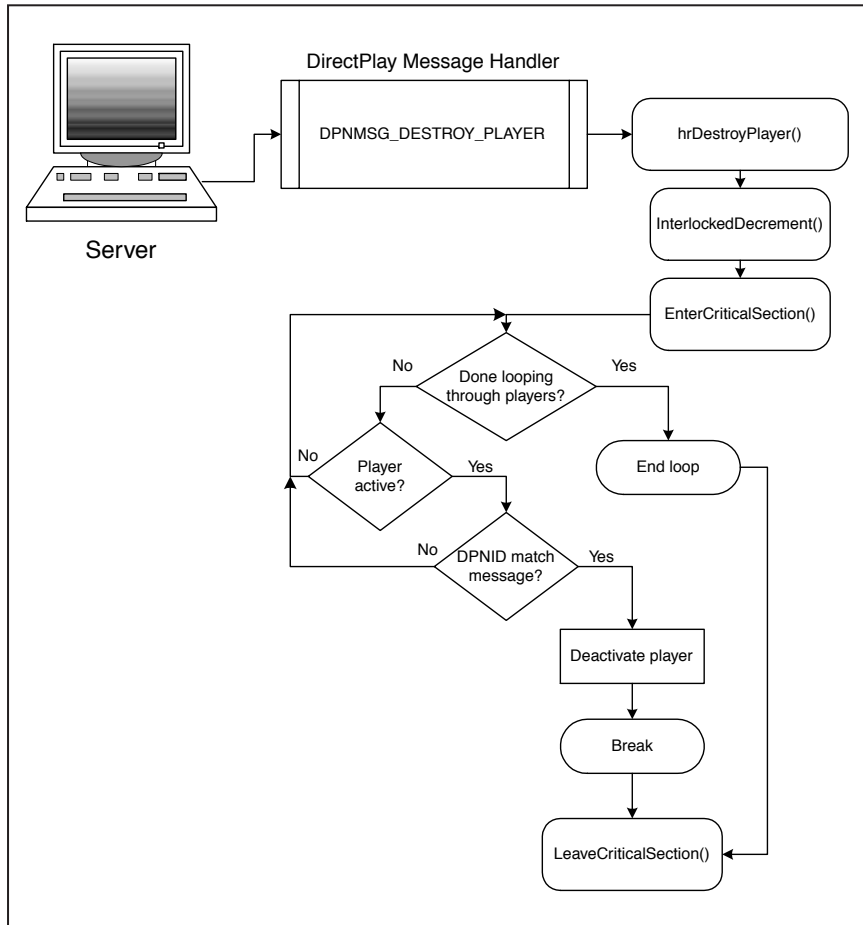 DirectPlay Message Handler
DPNMSG_DESTROY_PLAYER
hrDestroyPlayer()
InterlockedDecrement()
Server
EnterCriticalSection()
No
Done looping
through players?
Yes
No
Player
active?
Yes
End loop
No
DPNID match
message?
Yes
Deactivate player
Break
LeaveCriticalSection()